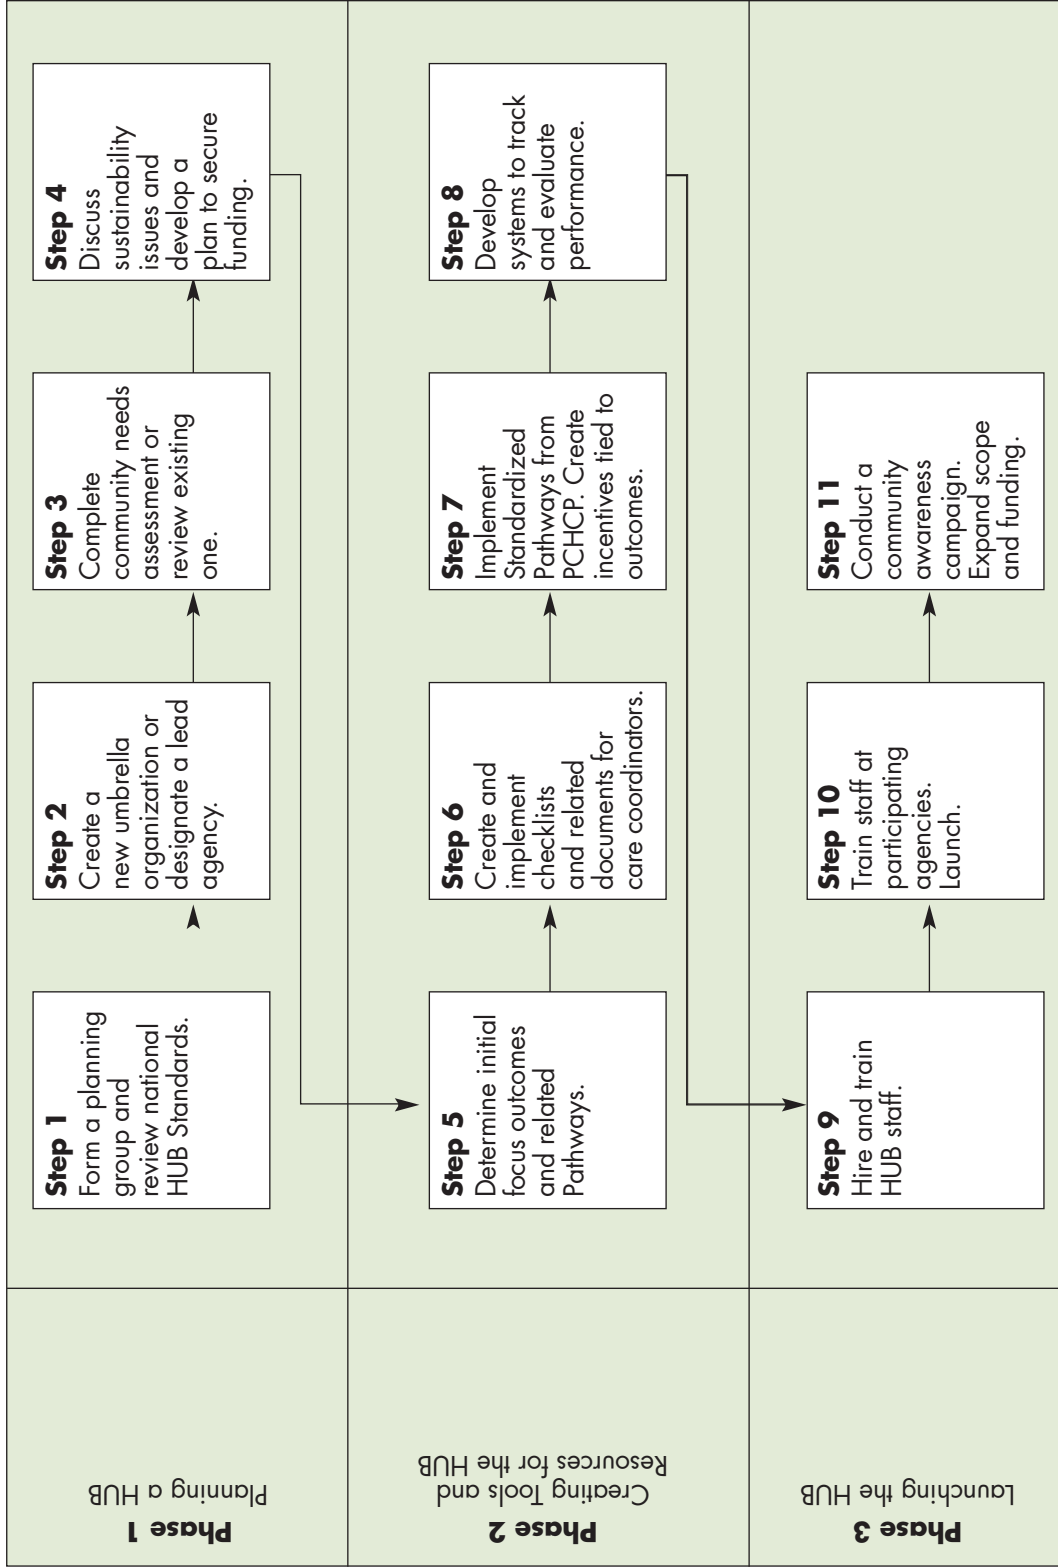 Phase 1
Planning a HUB
Step 1
Form a planning
group and
review national
HUB Standards.
Step 2
Create a
new umbrella
organization or
designate a lead
agency.
Step 3
Complete
community needs
assessment or
review existing
one.
Step 4
Discuss
sustainability
issues and
develop a
plan to secure
funding.
Phase 2
Creating Tools and
Resources for the HUB
Step 5
Determine initial
focus outcomes
and related
Pathways.
Step 6
Create and
implement
checklists
and related
documents for
care coordinators.
Step 7
Implement
Standardized
Pathways from
PCHCP. Create
incentives tied to
outcomes.
Step 8
Develop
systems to track
and evaluate
performance.
Phase 3
Launching the HUB
Step 9
Hire and train
HUB staff.
Step 10
Train staff at
participating
agencies.
Launch.
Step 11
Conduct a
community
awareness
campaign.
Expand scope
and funding.